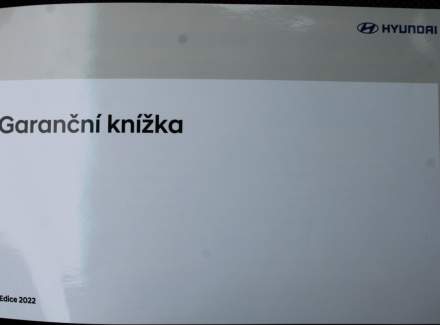 HYUNDAI
Garanční knížka
Edice 2022